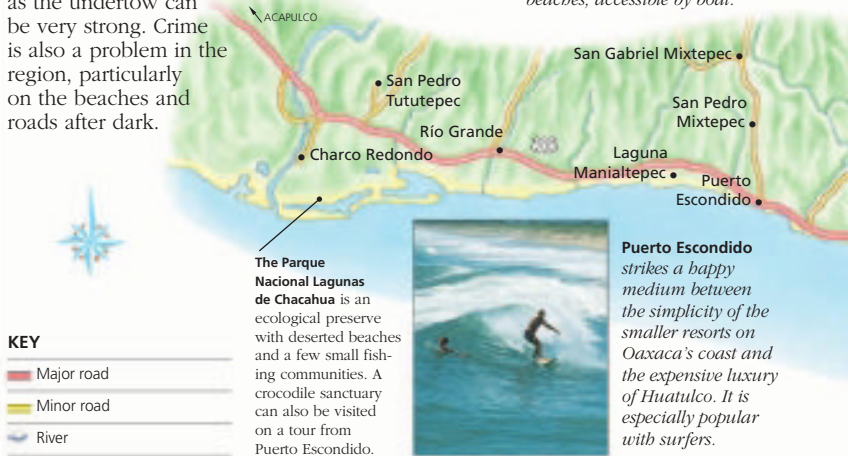 as the undertow can
be very strong. Crime
is also a problem in the
region, particularly
on the beaches and
roads after dark.
beaches, accessible by boat.
ACAPULCO
San Gabriel Mixtepec
San Pedro
Tututepec
San Pedro
Mixtepec
Río Grande
Charco Redondo
Laguna
Manialtepec
Puerto
Escondido
The Parque
Nacional Lagunas
de Chacahua is an
ecological preserve
with deserted beaches
and a few small fish-
ing communities. A
crocodile sanctuary
can also be visited
on a tour from
Puerto Escondido.
Puerto Escondido
strikes a happy
medium between
the simplicity of the
smaller resorts on
Oaxaca's coast and
the expensive luxury
of Huatulco. It is
especially popular
with surfers.
KEY
Major road
Minor road
River